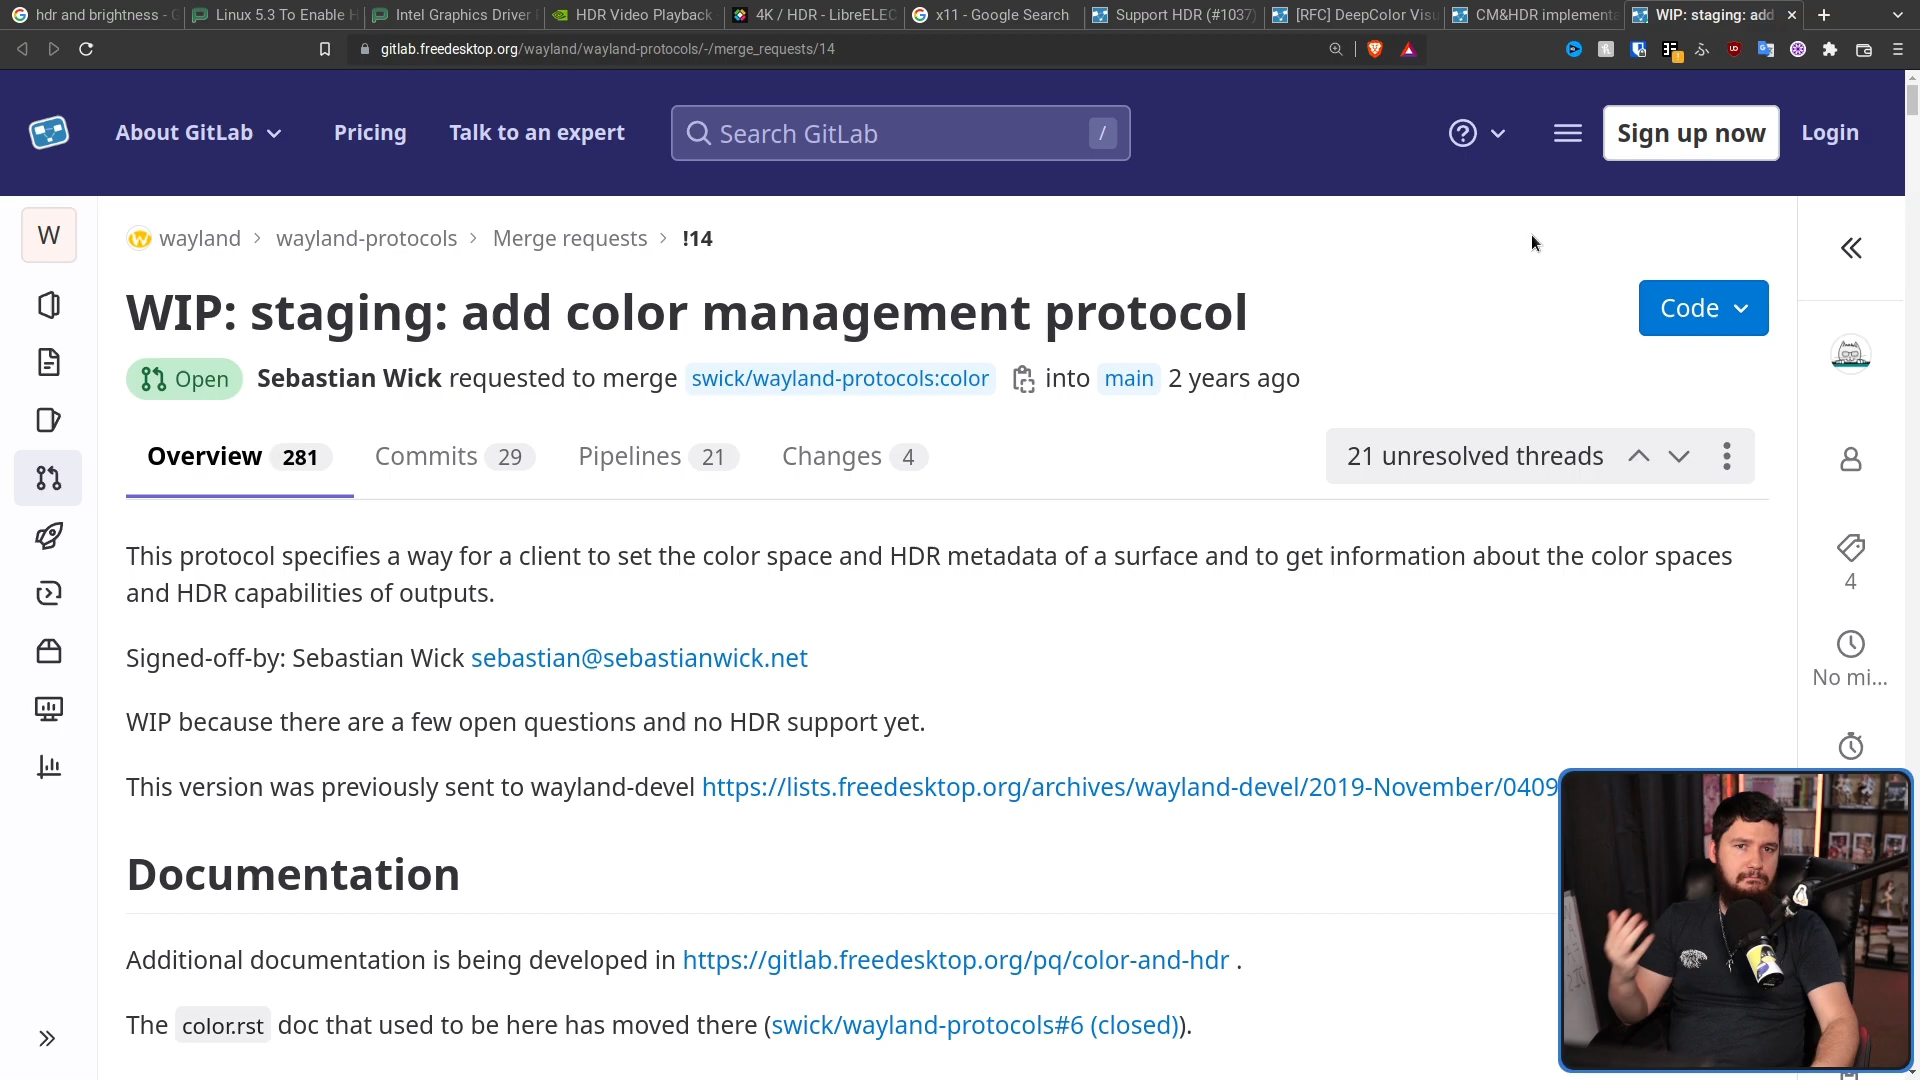 hdr and brightness - G
Linux 5.3 To Enable H
Intel Graphics Driver
HDR Video Playback
4K / HDR - LibreELEC
x11 - Google Search
Support HDR (#1037)
[RFC] DeepColor Visu
CM&HDR implementa
WIP: staging: add
gitlab.freedesktop.org/wayland/wayland-protocols/-/merge_requests/14
About GitLab
Pricing
Talk to an expert
Search GitLab
/
Sign up now
Login
W
wayland > wayland-protocols > Merge requests > !14
WIP: staging: add color management protocol
Code
Open
Sebastian Wick requested to merge swick/wayland-protocols:color into main 2 years ago
Overview 281
Commits 29
Pipelines 21
Changes 4
21 unresolved threads
This protocol specifies a way for a client to set the color space and HDR metadata of a surface and to get information about the color spaces
and HDR capabilities of outputs.
4
Signed-off-by: Sebastian Wick sebastian@sebastianwick.net
No mi...
WIP because there are a few open questions and no HDR support yet.
This version was previously sent to wayland-devel https://lists.freedesktop.org/archives/wayland-devel/2019-November/0409
Documentation
Additional documentation is being developed in https://gitlab.freedesktop.org/pq/color-and-hdr .
The color.rst doc that used to be here has moved there (swick/wayland-protocols#6 (closed)).